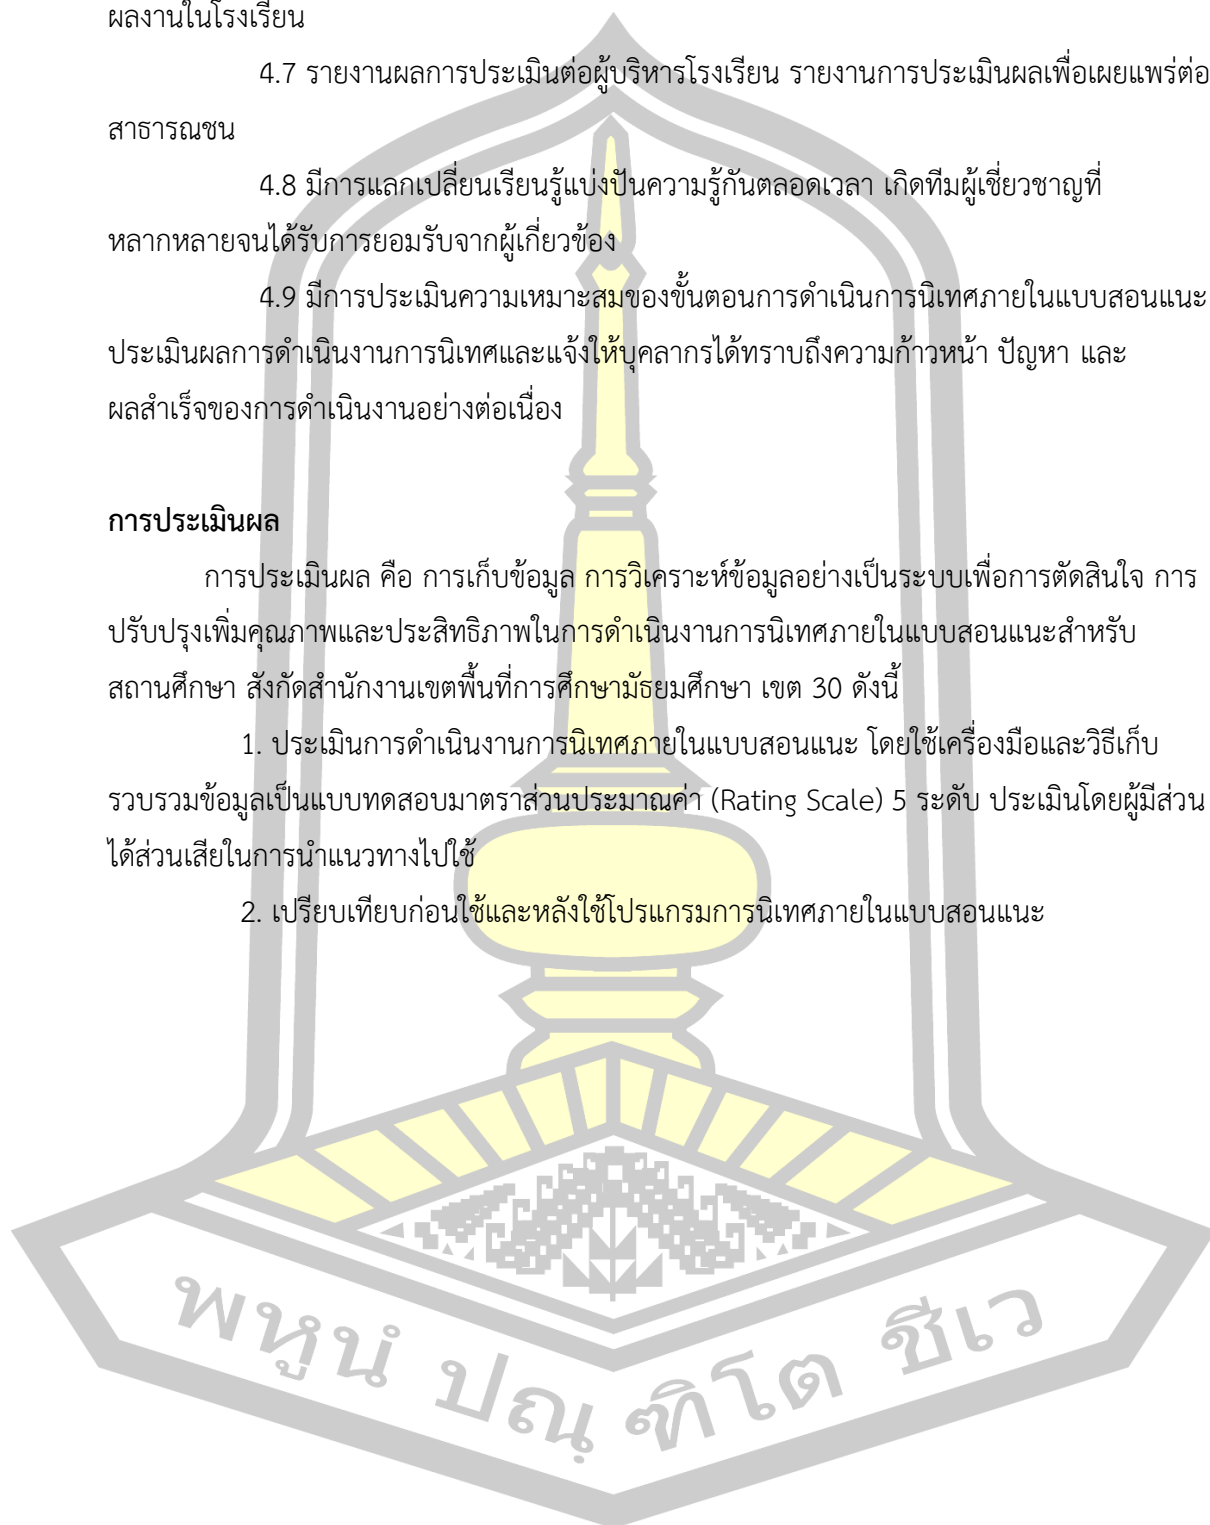 ผลงานในโรงเรียน
4.7 รายงานผลการประเมินต่อผู้บริหารโรงเรียน รายงานการประเมินผลเพื่อเผยแพร่ต่อ
สาธารณชน
4.8 มีการแลกเปลี่ยนเรียนรู้แบ่งปันความรู้กันตลอดเวลา เกิดทีมผู้เชี่ยวชาญที่
หลากหลายจนได้รับการยอมรับจากผู้เกี่ยวข้อง
4.9 มีการประเมินความเหมาะสมของขั้นตอนการดำเนินการนิเทศภายในแบบสอนแนะ
ประเมินผลการดำเนินงานการนิเทศและแจ้งให้บุคลากรได้ทราบถึงความก้าวหน้า ปัญหา และ
ผลสำเร็จของการดำเนินงานอย่างต่อเนื่อง
การประเมินผล
การประเมินผล คือ การเก็บข้อมูล การวิเคราะห์ข้อมูลอย่างเป็นระบบเพื่อการตัดสินใจ การ
ปรับปรุงเพิ่มคุณภาพและประสิทธิภาพในการดำเนินงานการนิเทศภายในแบบสอนแนะสำหรับ
สถานศึกษา สังกัดสำนักงานเขตพื้นที่การศึกษามัธยมศึกษา เขต 30 ดังนี้
1. ประเมินการดำเนินงานการนิเทศภายในแบบสอนแนะ โดยใช้เครื่องมือและวิธีเก็บ
รวบรวมข้อมูลเป็นแบบทดสอบมาตราส่วนประมาณค่า (Rating Scale) 5 ระดับ ประเมินโดยผู้มีส่วน
ได้ส่วนเสียในการนำแนวทางไปใช้
2. เปรียบเทียบก่อนใช้และหลังใช้โปรแกรมการนิเทศภายในแบบสอนแนะ
พหูนํ ปณฺ ฑิโต ชีเว